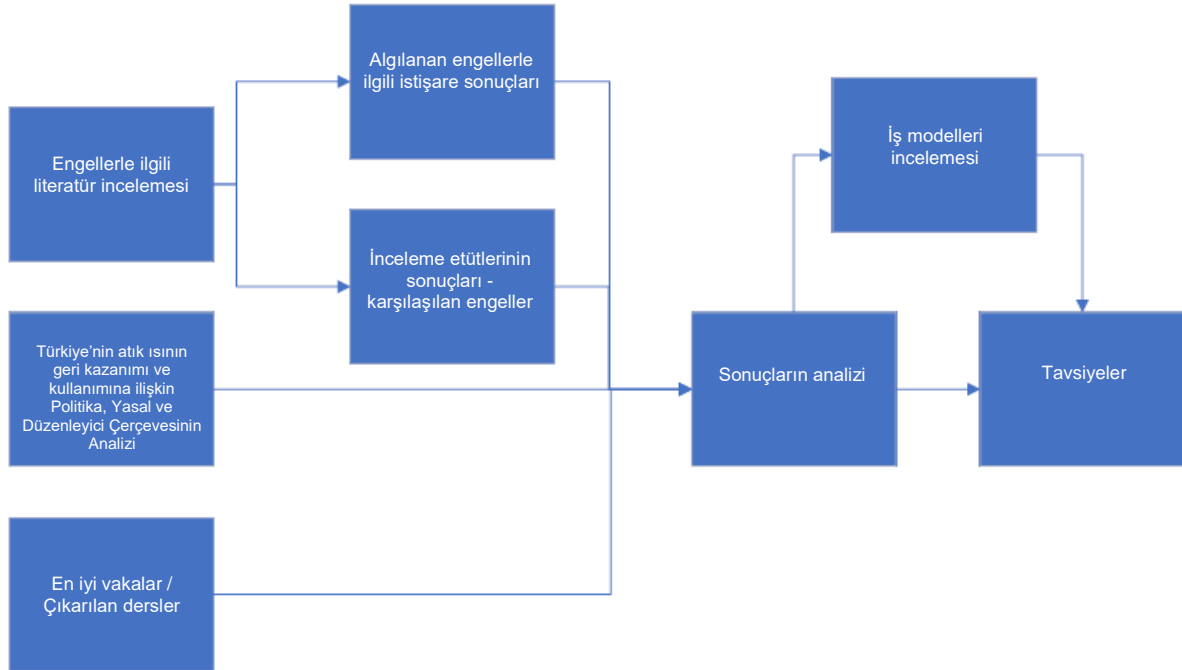 Engellerle ilgili
literatür incelemesi
Algılanan engellerle
ilgili istişare sonuçları
İnceleme etütlerinin
sonuçları -
karşılaşılan engeller
Türkiye’nin atık ısının
geri kazanımı ve
kullanımına ilişkin
Politika, Yasal ve
Düzenleyici Çerçevesinin
Analizi
En iyi vakalar /
Çıkarılan dersler
Sonuçların analizi
İş modelleri
incelemesi
Tavsiyeler